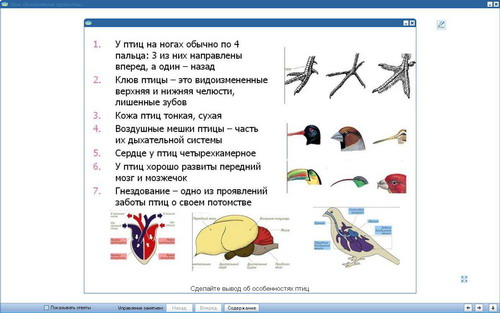 1. У птиц на ногах обычно по 4
пальца: 3 из них направлены
вперед, а один – назад
2. Клюв птицы – это видоизмененные
верхняя и нижняя челюсти,
лишенные зубов
3. Кожа птиц тонкая, сухая
4. Воздушные мешки птицы – часть
их дыхательной системы
5. Сердце у птиц четырехкамерное
6. У птиц хорошо развиты передний
мозг и мозжечок
7. Гнездование – одно из проявлений
заботы птиц о своем потомстве
Сделайте вывод об особенностях птиц
Показывать ответы
Управление занятием:
Назад
Вперед
Содержание